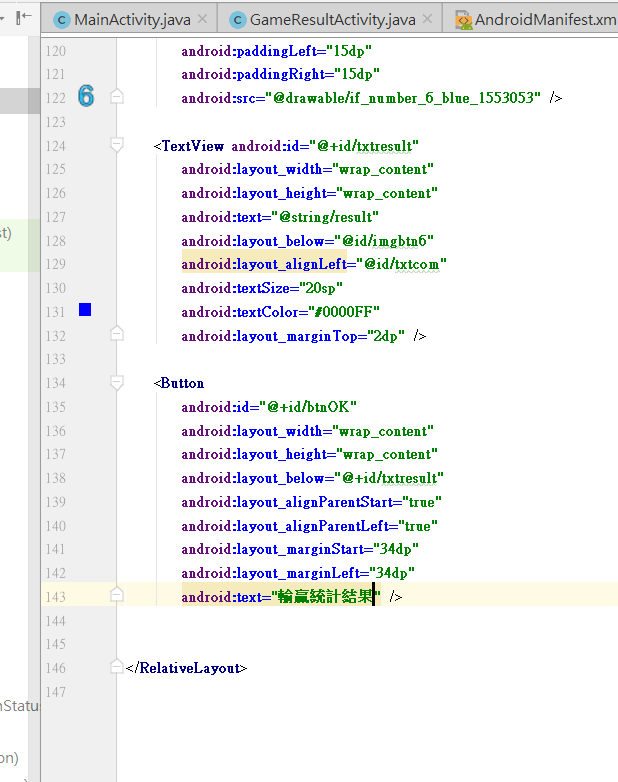 MainActivity.java
GameResultActivity.java
AndroidManifest.xm
120 android:paddingLeft="15dp"
121 android:paddingRight="15dp"
122 android:src="@drawable/if_number_6_blue_1553053" />
123
124 <TextView android:id="@+id/txtresult"
125 android:layout_width="wrap_content"
126 android:layout_height="wrap_content"
127 android:text="@string/result"
128 android:layout_below="@id/imgbtn6"
129 android:layout_alignLeft="@id/txtcom"
130 android:textSize="20sp"
131 android:textColor="#0000FF"
132 android:layout_marginTop="2dp" />
133
134 <Button
135 android:id="@+id/btnOK"
136 android:layout_width="wrap_content"
137 android:layout_height="wrap_content"
138 android:layout_below="@+id/txtresult"
139 android:layout_alignParentStart="true"
140 android:layout_alignParentLeft="true"
141 android:layout_marginStart="34dp"
142 android:layout_marginLeft="34dp"
143 android:text="輸贏統計結果" />
144
145
146 </RelativeLayout>
147
st)
nStatu
on)